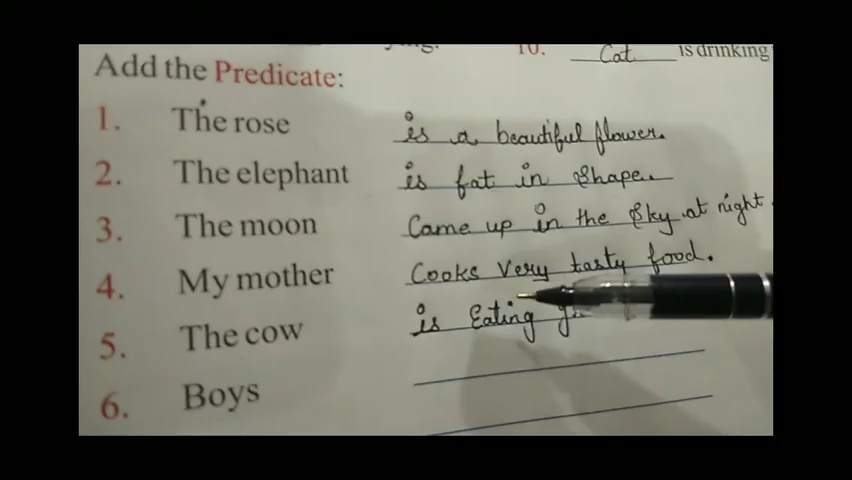 10. Cat is drinking
Add the Predicate:
1. The rose is a beautiful flower.
2. The elephant is fat in Shape.
3. The moon Came up in the Sky at night.
4. My mother Cooks Very tasty food.
5. The cow is Eating
6. Boys